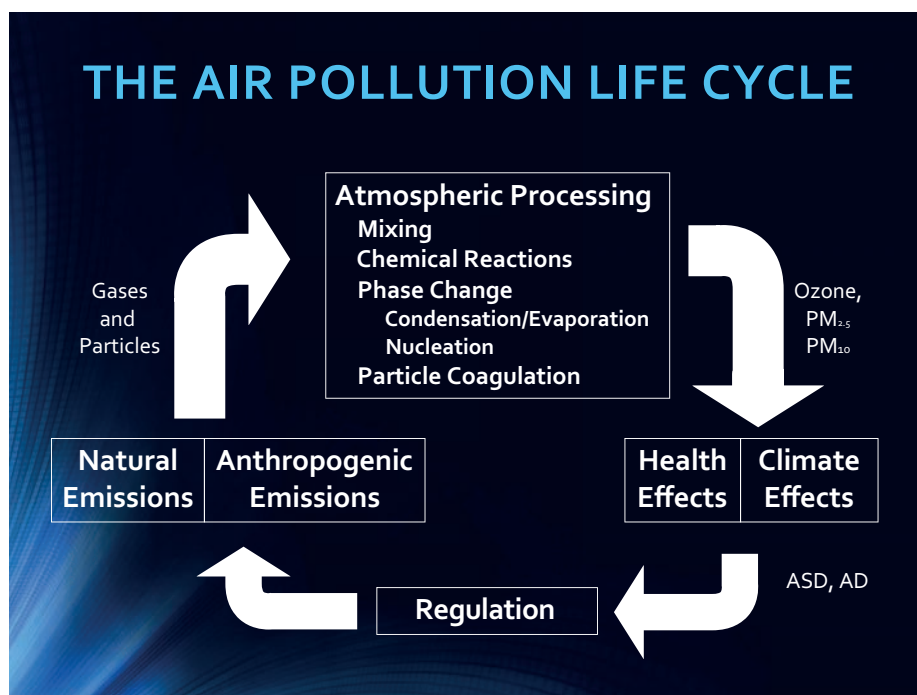 THE AIR POLLUTION LIFE CYCLE
Atmospheric Processing
Mixing
Chemical Reactions
Phase Change
Condensation/Evaporation
Nucleation
Particle Coagulation
Gases
and
Particles
Ozone,
PM2.5
PM10
Natural
Emissions
Anthropogenic
Emissions
Health
Effects
Climate
Effects
ASD, AD
Regulation